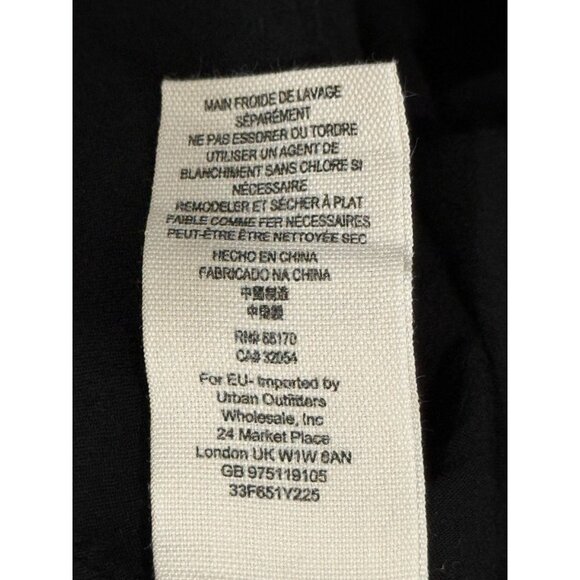 MAIN FROIDE DE LAVAGE
SÉPARÉMENT
NE PAS ESSORER OU TORDRE
UTILISER UN AGENT DE
BLANCHIMENT SANS CHLORE SI
NÉCESSAIRE
REMODELER ET SÉCHER À PLAT
FAIBLE COMME FER NÉCESSAIRES
PEUT-ÊTRE ÊTRE NETTOYÉE SEC
HECHO EN CHINA
FABRICADO NA CHINA
中國制造
中国製
RN# 66170
CA# 32054
For EU- Imported by
Urban Outfitters
Wholesale, Inc
24 Market Place
London UK W1W 8AN
GB 975119105
33F651Y225